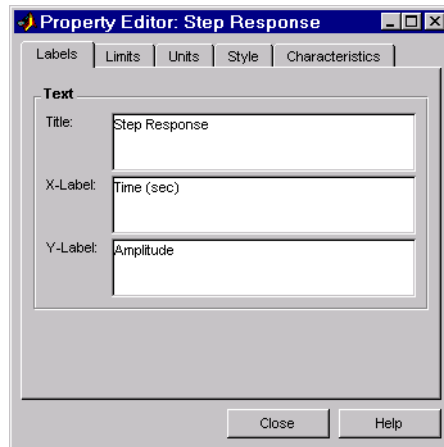 Property Editor: Step Response
Labels Limits Units Style Characteristics
Text
Title: Step Response
X-Label: Time (sec)
Y-Label: Amplitude
Close Help